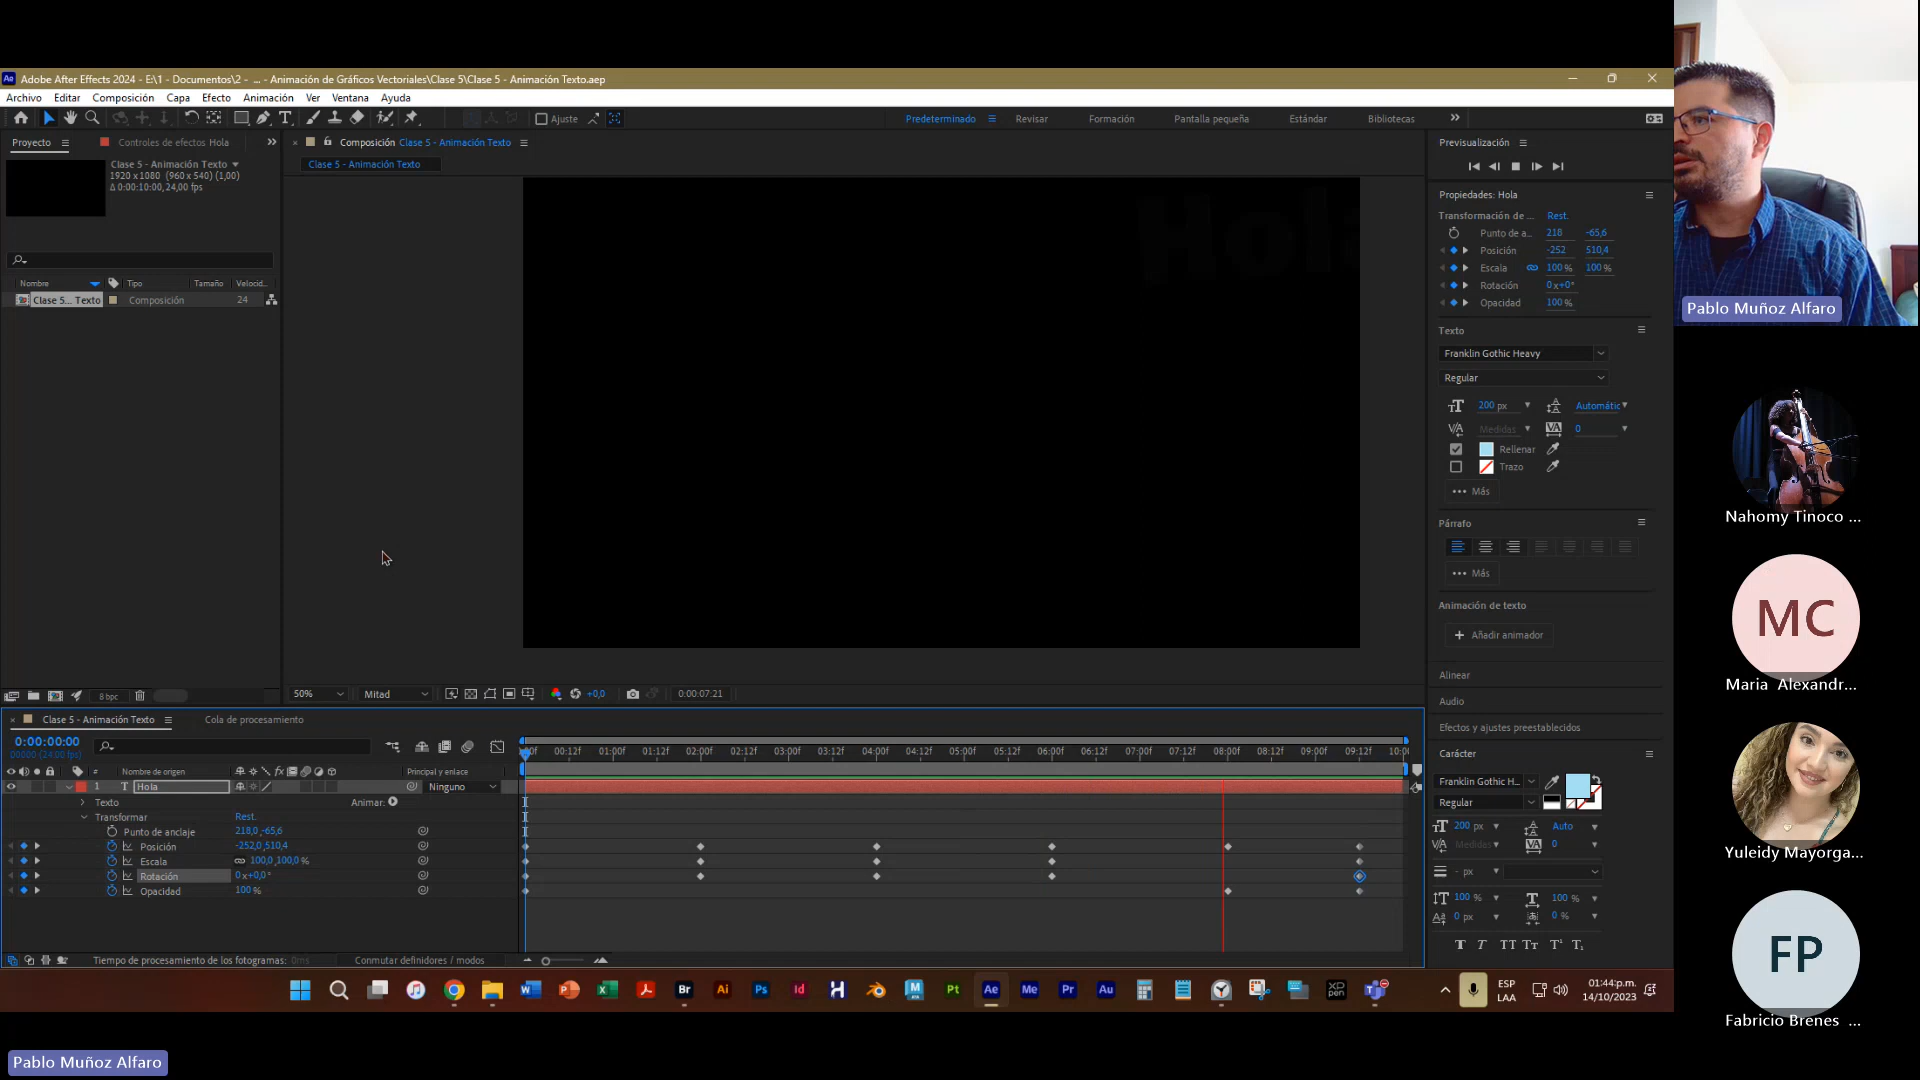 Adobe After Effects 2024 - E:\1 - Documentos\2 - ... - Animación de Gráficos Vectoriales\Clase 5\Clase 5 - Animación Texto.aep
Archivo Editar Composición Capa Efecto Animación Ver Ventana Ayuda
Ajuste Predeterminado Revisar Formación Pantalla pequeña Estándar Bibliotecas
Proyecto Controles de efectos Hola
Composición Clase 5 - Animación Texto
Clase 5 - Animación Texto
Clase 5 - Animación Texto
1920 x 1080 (960 x 540) (1,00)
Δ 0:00:10:00, 24,00 fps
Nombre Tipo Tamaño Velocid...
Clase 5... Texto Composición 24
8 bpc
Hola
50% Mitad +0,0 0:00:07:21
Previsualización
Propiedades: Hola
Transformación de ... Rest.
Punto de a... 218 -65,6
Posición -252 510,4
Escala 100 % 100 %
Rotación 0x+0°
Opacidad 100 %
Texto
Franklin Gothic Heavy
Regular
200 px Automátic
Medidas 0
Rellenar
Trazo
Más
Párrafo
Más
Animación de texto
Añadir animador
Alinear
Audio
Efectos y ajustes preestablecidos
Carácter
Franklin Gothic H...
Regular
200 px Auto
Medidas 0
- px
100 % 100 %
0 px 0 %
Clase 5 - Animación Texto Cola de procesamiento
0:00:00:00
00000 (24.00 fps)
00f 00:12f 01:00f 01:12f 02:00f 02:12f 03:00f 03:12f 04:00f 04:12f 05:00f 05:12f 06:00f 06:12f 07:00f 07:12f 08:00f 08:12f 09:00f 09:12f 10:00
# Nombre de origen Principal y enlace
1 T Hola Ninguno
Texto Animar:
Transformar Rest.
Punto de anclaje 218,0,-65,6
Posición -252,0,510,4
Escala 100,0,100,0 %
Rotación 0x+0,0°
Opacidad 100 %
Tiempo de procesamiento de los fotogramas: 0ms Conmutar definidores / modos
ESP
LAA
01:44p.m.
14/10/2023
Pablo Muñoz Alfaro
Nahomy Tinoco ...
MC
Maria Alexandr...
Yuleidy Mayorga...
FP
Fabricio Brenes ...
Pablo Muñoz Alfaro